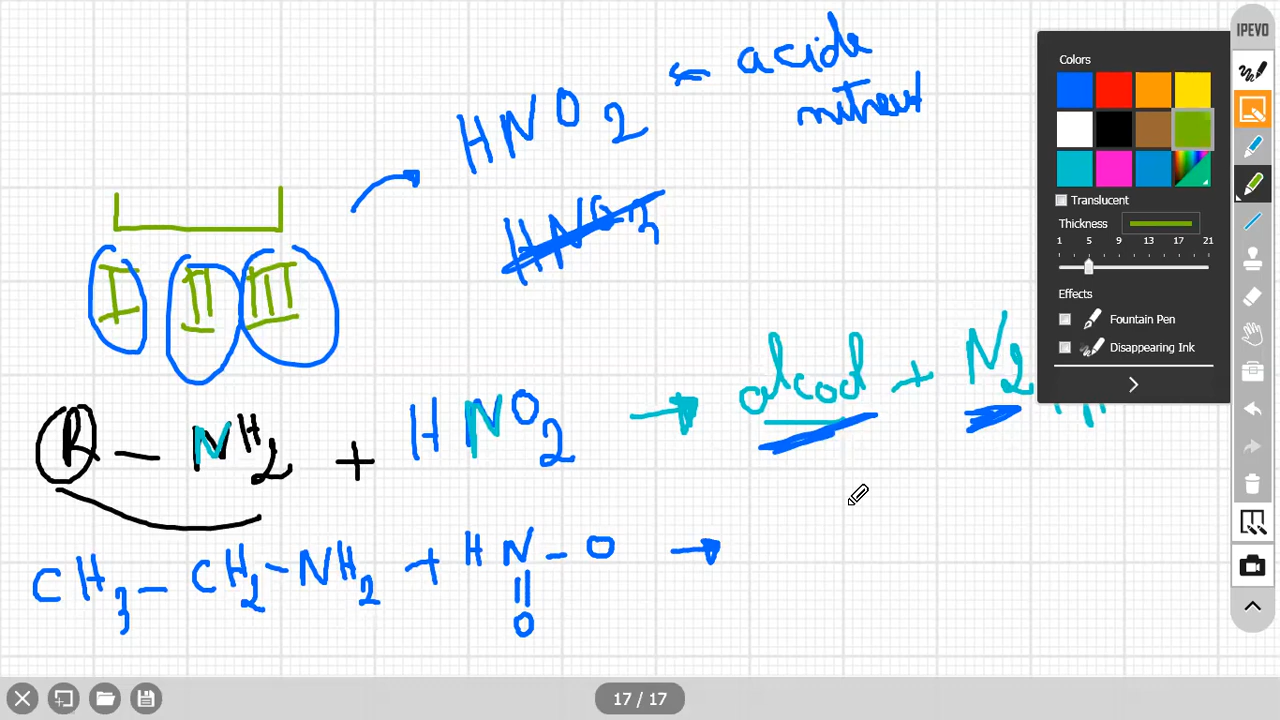 acide
nitreux
HNO2
HNO3
I II III
R - NH2 + HNO2 → alcool + N2
CH3 - CH2 - NH2 + HN - O →
O
IPEVO
Colors
Translucent
Thickness
1 5 9 13 17 21
Effects
Fountain Pen
Disappearing Ink
17 / 17